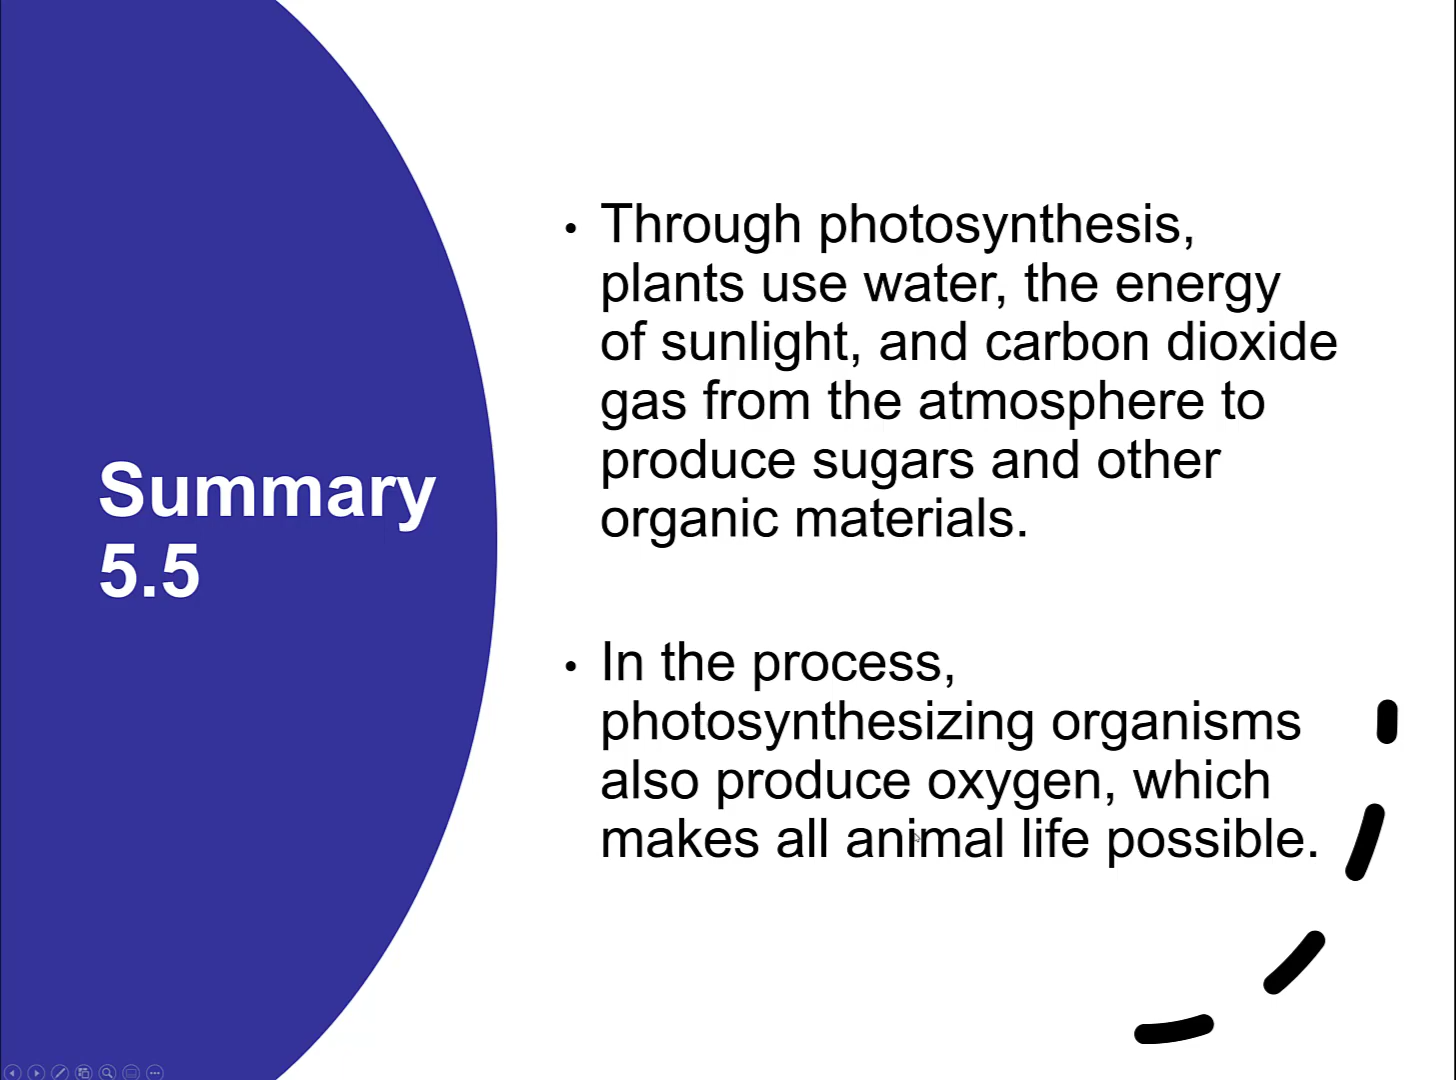 Summary
5.5
• Through photosynthesis,
plants use water, the energy
of sunlight, and carbon dioxide
gas from the atmosphere to
produce sugars and other
organic materials.
• In the process,
photosynthesizing organisms
also produce oxygen, which
makes all animal life possible.